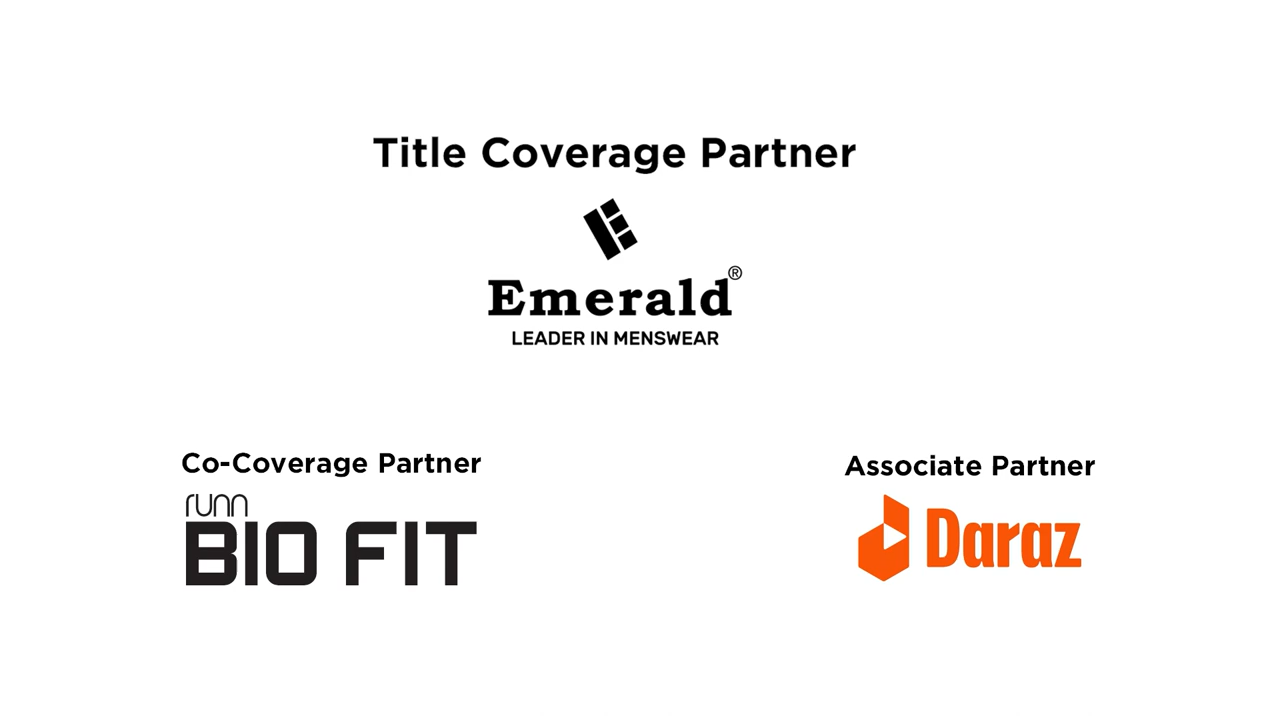 Title Coverage Partner
Emerald®
LEADER IN MENSWEAR
Co-Coverage Partner
runn
BIO FIT
Associate Partner
Daraz